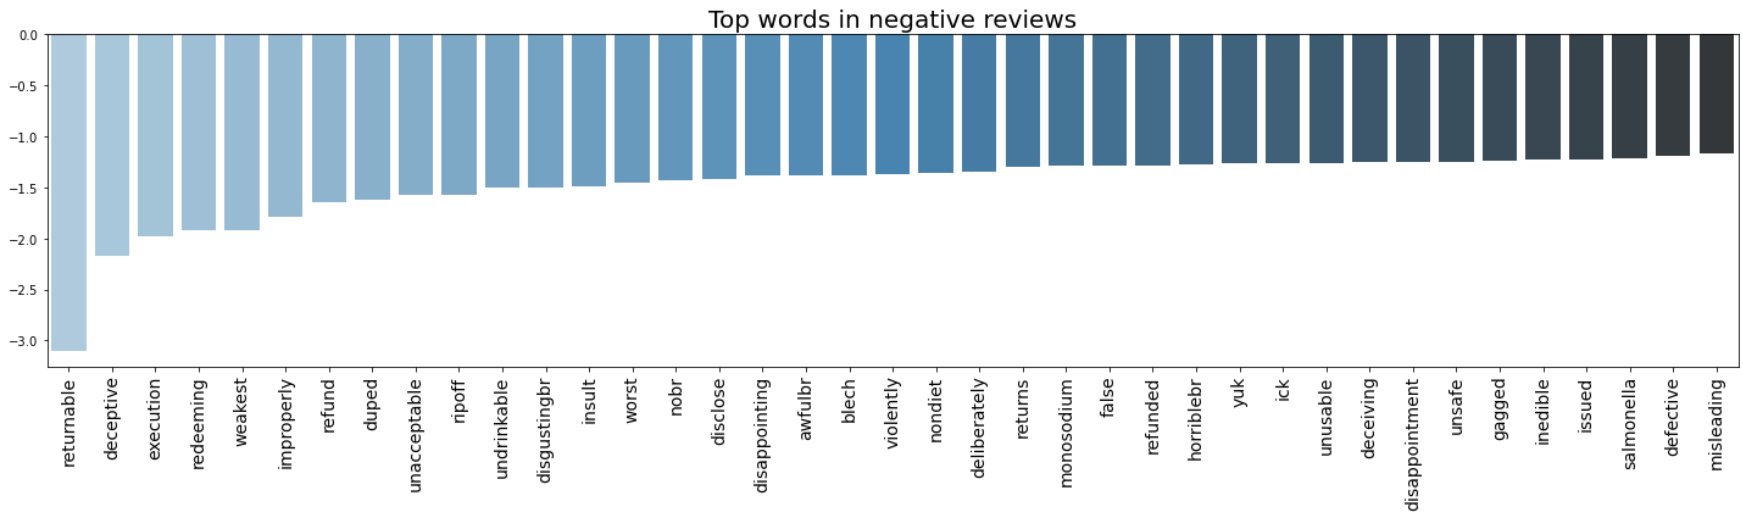 Top words in negative reviews
0.0
−0.5
−1.0
−1.5
−2.0
−2.5
−3.0
returnable
deceptive
execution
redeeming
weakest
improperly
refund
duped
unacceptable
ripoff
undrinkable
disgustingbr
insult
worst
nobr
disclose
disappointing
awfulbr
blech
violently
nondiet
deliberately
returns
monosodium
false
refunded
horriblebr
yuk
ick
unusable
deceiving
disappointment
unsafe
gagged
inedible
issued
salmonella
defective
misleading